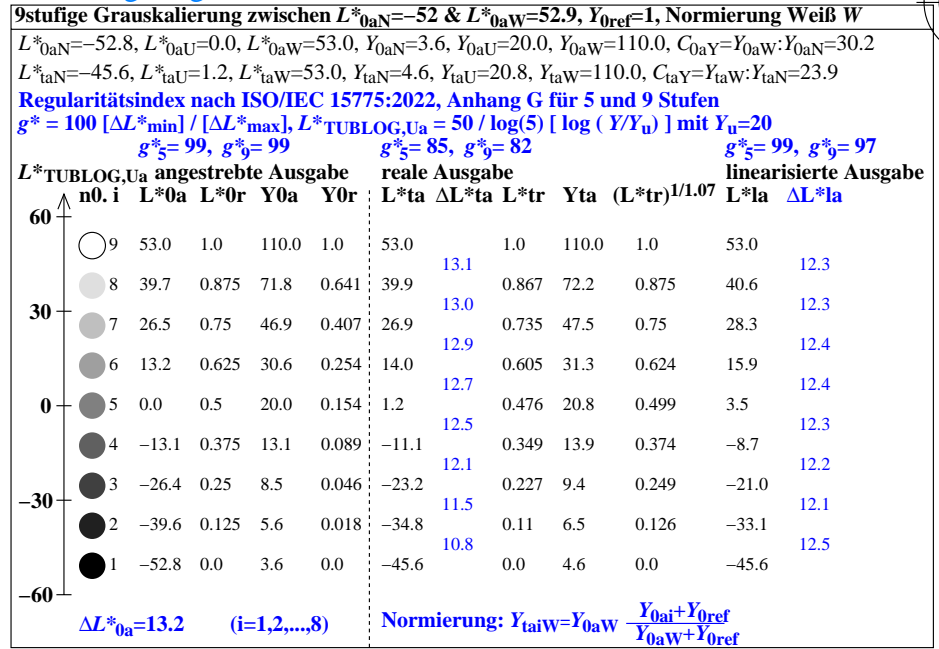 9stufige Grauskalierung zwischen L*0aN=−52 & L*0aW=52.9, Y0ref=1, Normierung Weiß W
L*0aN=−52.8, L*0aU=0.0, L*0aW=53.0, Y0aN=3.6, Y0aU=20.0, Y0aW=110.0, C0aY=Y0aW:Y0aN=30.2
L*taN=−45.6, L*taU=1.2, L*taW=53.0, YtaN=4.6, YtaU=20.8, YtaW=110.0, CtaY=YtaW:YtaN=23.9
Regularitätsindex nach ISO/IEC 15775:2022, Anhang G für 5 und 9 Stufen
g* = 100 [ΔL*min] / [ΔL*max], L*TUBLOG,Ua = 50 / log(5) [ log ( Y/Yu) ] mit Yu=20
g*5= 99, g*9= 99 g*5= 85, g*9= 82 g*5= 99, g*9= 97
L*TUBLOG,Ua angestrebte Ausgabe reale Ausgabe linearisierte Ausgabe
n0. i L*0a L*0r Y0a Y0r L*ta ΔL*ta L*tr Yta (L*tr)1/1.07 L*la ΔL*la
60
9 53.0 1.0 110.0 1.0 53.0 1.0 110.0 1.0 53.0
13.1 12.3
8 39.7 0.875 71.8 0.641 39.9 0.867 72.2 0.875 40.6
13.0 12.3
30
7 26.5 0.75 46.9 0.407 26.9 0.735 47.5 0.75 28.3
12.9 12.4
6 13.2 0.625 30.6 0.254 14.0 0.605 31.3 0.624 15.9
12.7 12.4
0 5 0.0 0.5 20.0 0.154 1.2 0.476 20.8 0.499 3.5
12.5 12.3
4 −13.1 0.375 13.1 0.089 −11.1 0.349 13.9 0.374 −8.7
12.1 12.2
3 −26.4 0.25 8.5 0.046 −23.2 0.227 9.4 0.249 −21.0
−30 11.5 12.1
2 −39.6 0.125 5.6 0.018 −34.8 0.11 6.5 0.126 −33.1
10.8 12.5
1 −52.8 0.0 3.6 0.0 −45.6 0.0 4.6 0.0 −45.6
−60
ΔL*0a=13.2 (i=1,2,...,8) Normierung: YtaiW=Y0aW Y0ai+Y0ref
Y0aW+Y0ref